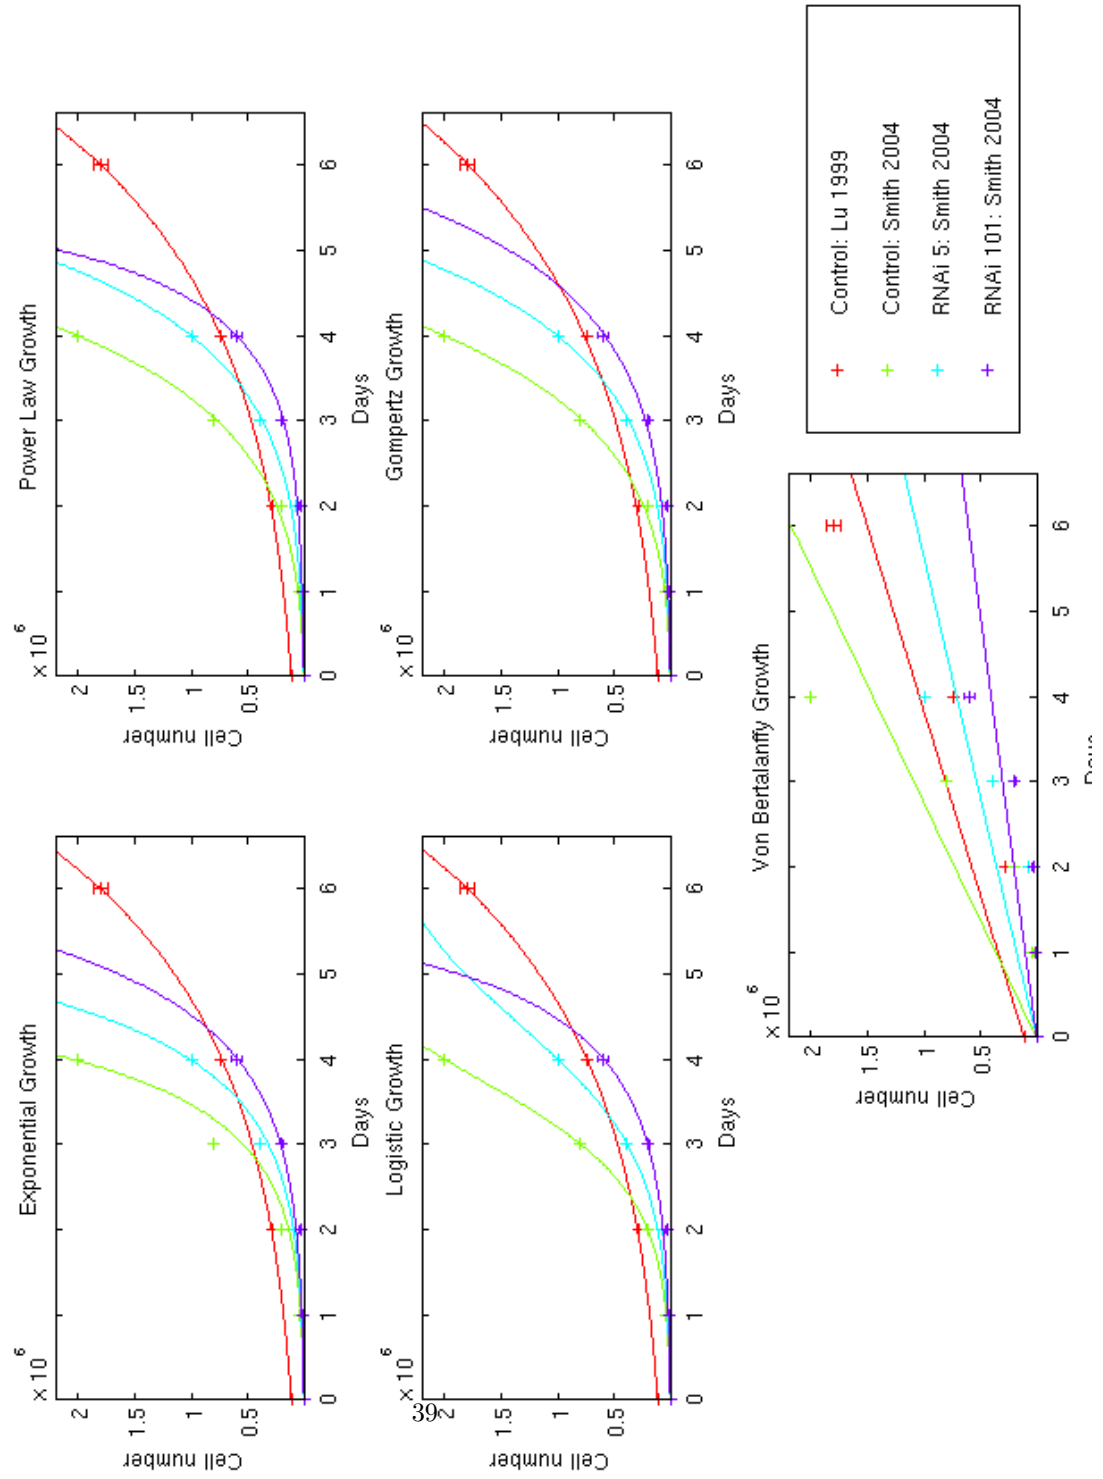 Exponential Growth
× 10 6
Cell number
2
1.5
1
0.5
0 1 2 3 4 5 6
Days
Power Law Growth
× 10 6
Cell number
2
1.5
1
0.5
0 1 2 3 4 5 6
Days
Logistic Growth
× 10 6
Cell number
2
1.5
1
0.5
0 1 2 3 4 5 6
Days
Gompertz Growth
× 10 6
Cell number
2
1.5
1
0.5
0 1 2 3 4 5 6
Days
Von Bertalanffy Growth
× 10 6
Cell number
2
1.5
1
0.5
0 1 2 3 4 5 6
Days
Control: Lu 1999
Control: Smith 2004
RNAi 5: Smith 2004
RNAi 101: Smith 2004
39